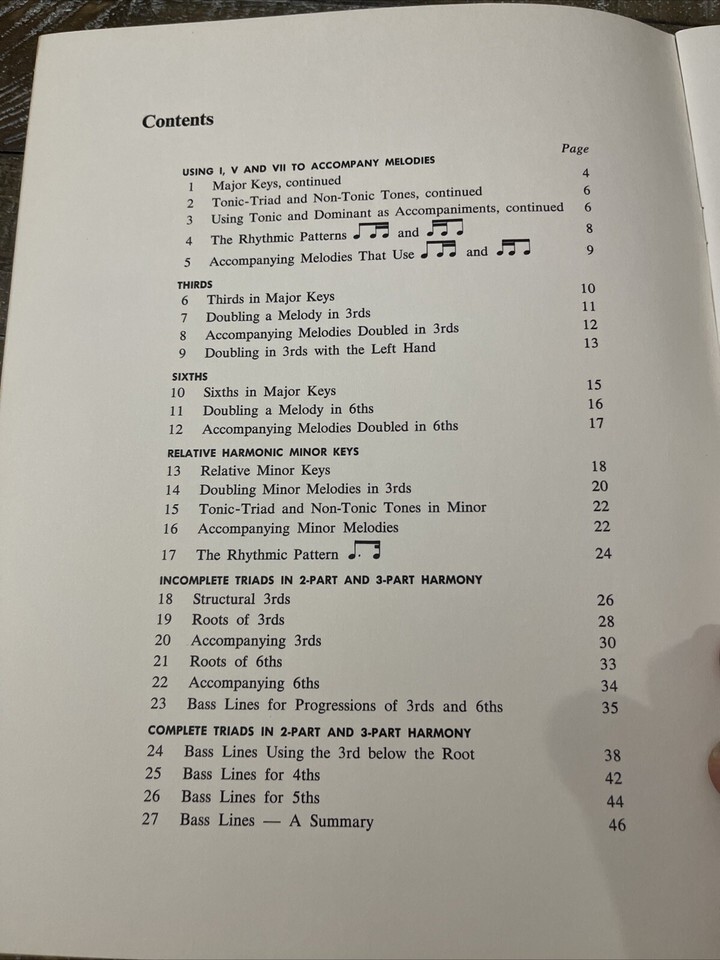 Contents
Page
USING I, V AND VII TO ACCOMPANY MELODIES
1 Major Keys, continued 4
2 Tonic-Triad and Non-Tonic Tones, continued 6
3 Using Tonic and Dominant as Accompaniments, continued 6
4 The Rhythmic Patterns and 8
5 Accompanying Melodies That Use and 9
THIRDS
6 Thirds in Major Keys 10
7 Doubling a Melody in 3rds 11
8 Accompanying Melodies Doubled in 3rds 12
9 Doubling in 3rds with the Left Hand 13
SIXTHS
10 Sixths in Major Keys 15
11 Doubling a Melody in 6ths 16
12 Accompanying Melodies Doubled in 6ths 17
RELATIVE HARMONIC MINOR KEYS
13 Relative Minor Keys 18
14 Doubling Minor Melodies in 3rds 20
15 Tonic-Triad and Non-Tonic Tones in Minor 22
16 Accompanying Minor Melodies 22
17 The Rhythmic Pattern 24
INCOMPLETE TRIADS IN 2-PART AND 3-PART HARMONY
18 Structural 3rds 26
19 Roots of 3rds 28
20 Accompanying 3rds 30
21 Roots of 6ths 33
22 Accompanying 6ths 34
23 Bass Lines for Progressions of 3rds and 6ths 35
COMPLETE TRIADS IN 2-PART AND 3-PART HARMONY
24 Bass Lines Using the 3rd below the Root 38
25 Bass Lines for 4ths 42
26 Bass Lines for 5ths 44
27 Bass Lines — A Summary 46